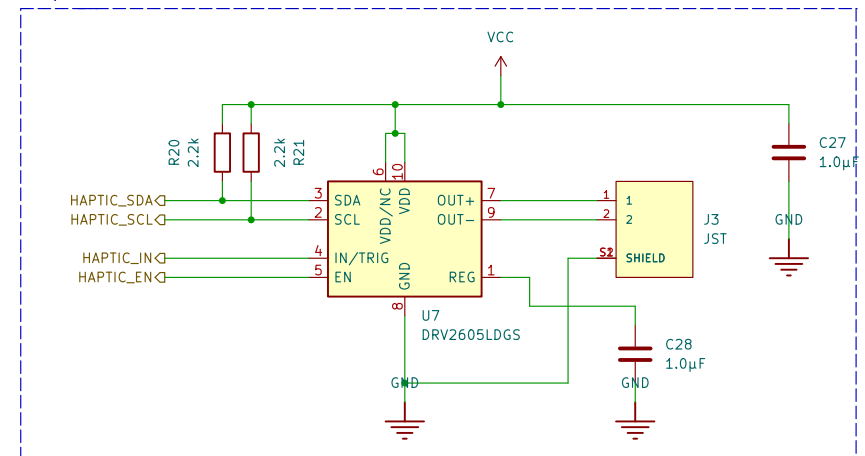 VCC
R20
2.2k
2.2k
R21
C27
1.0µF
GND
HAPTIC_SDA
HAPTIC_SCL
HAPTIC_IN
HAPTIC_EN
3
2
4
5
6
10
SDA
SCL
IN/TRIG
EN
VDD/NC
VDD
GND
OUT+
OUT-
REG
7
9
1
8
U7
DRV2605LDGS
1
2
1
2
SHIELD
J3
JST
C28
1.0µF
GND
GND